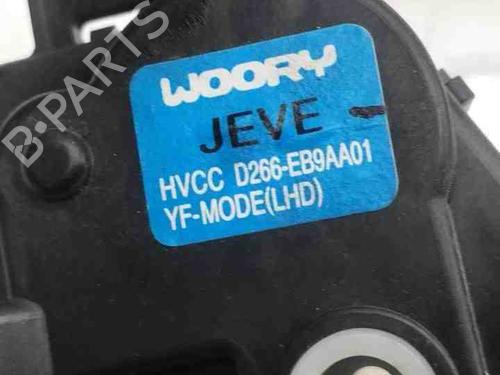 WOORY
JEVE -
HVCC D266-EB9AA01
YF-MODE(LHD)
B-PARTS